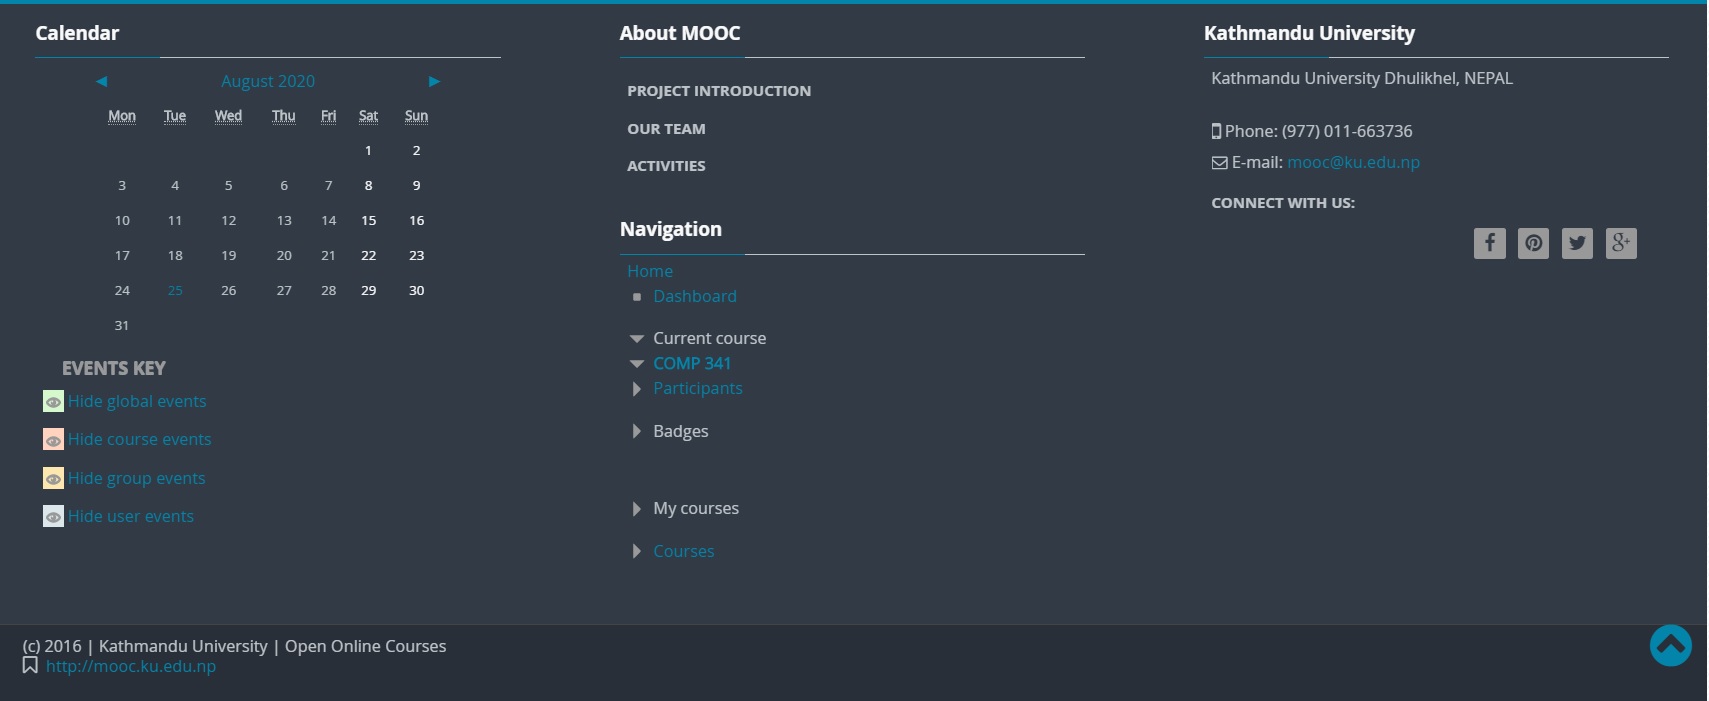 Calendar
◄ August 2020 ►
Mon Tue Wed Thu Fri Sat Sun
1 2
3 4 5 6 7 8 9
10 11 12 13 14 15 16
17 18 19 20 21 22 23
24 25 26 27 28 29 30
31
EVENTS KEY
Hide global events
Hide course events
Hide group events
Hide user events
About MOOC
PROJECT INTRODUCTION
OUR TEAM
ACTIVITIES
Navigation
Home
Dashboard
Current course
COMP 341
Participants
Badges
My courses
Courses
Kathmandu University
Kathmandu University Dhulikhel, NEPAL
Phone: (977) 011-663736
E-mail: mooc@ku.edu.np
CONNECT WITH US:
(c) 2016 | Kathmandu University | Open Online Courses
http://mooc.ku.edu.np